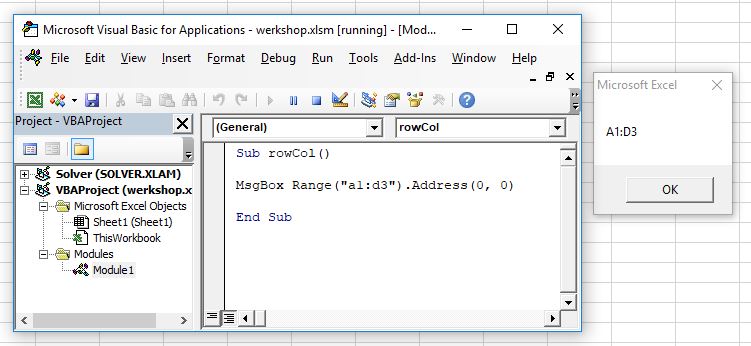 Microsoft Visual Basic for Applications - werkshop.xlsm [running] - [Mod...
File Edit View Insert Format Debug Run Tools Add-Ins Window Help
Project - VBAProject
Solver (SOLVER.XLAM)
VBAProject (werkshop.x
Microsoft Excel Objects
Sheet1 (Sheet1)
ThisWorkbook
Modules
Module1
(General) rowCol
Sub rowCol()
MsgBox Range("a1:d3").Address(0, 0)
End Sub
Microsoft Excel
A1:D3
OK